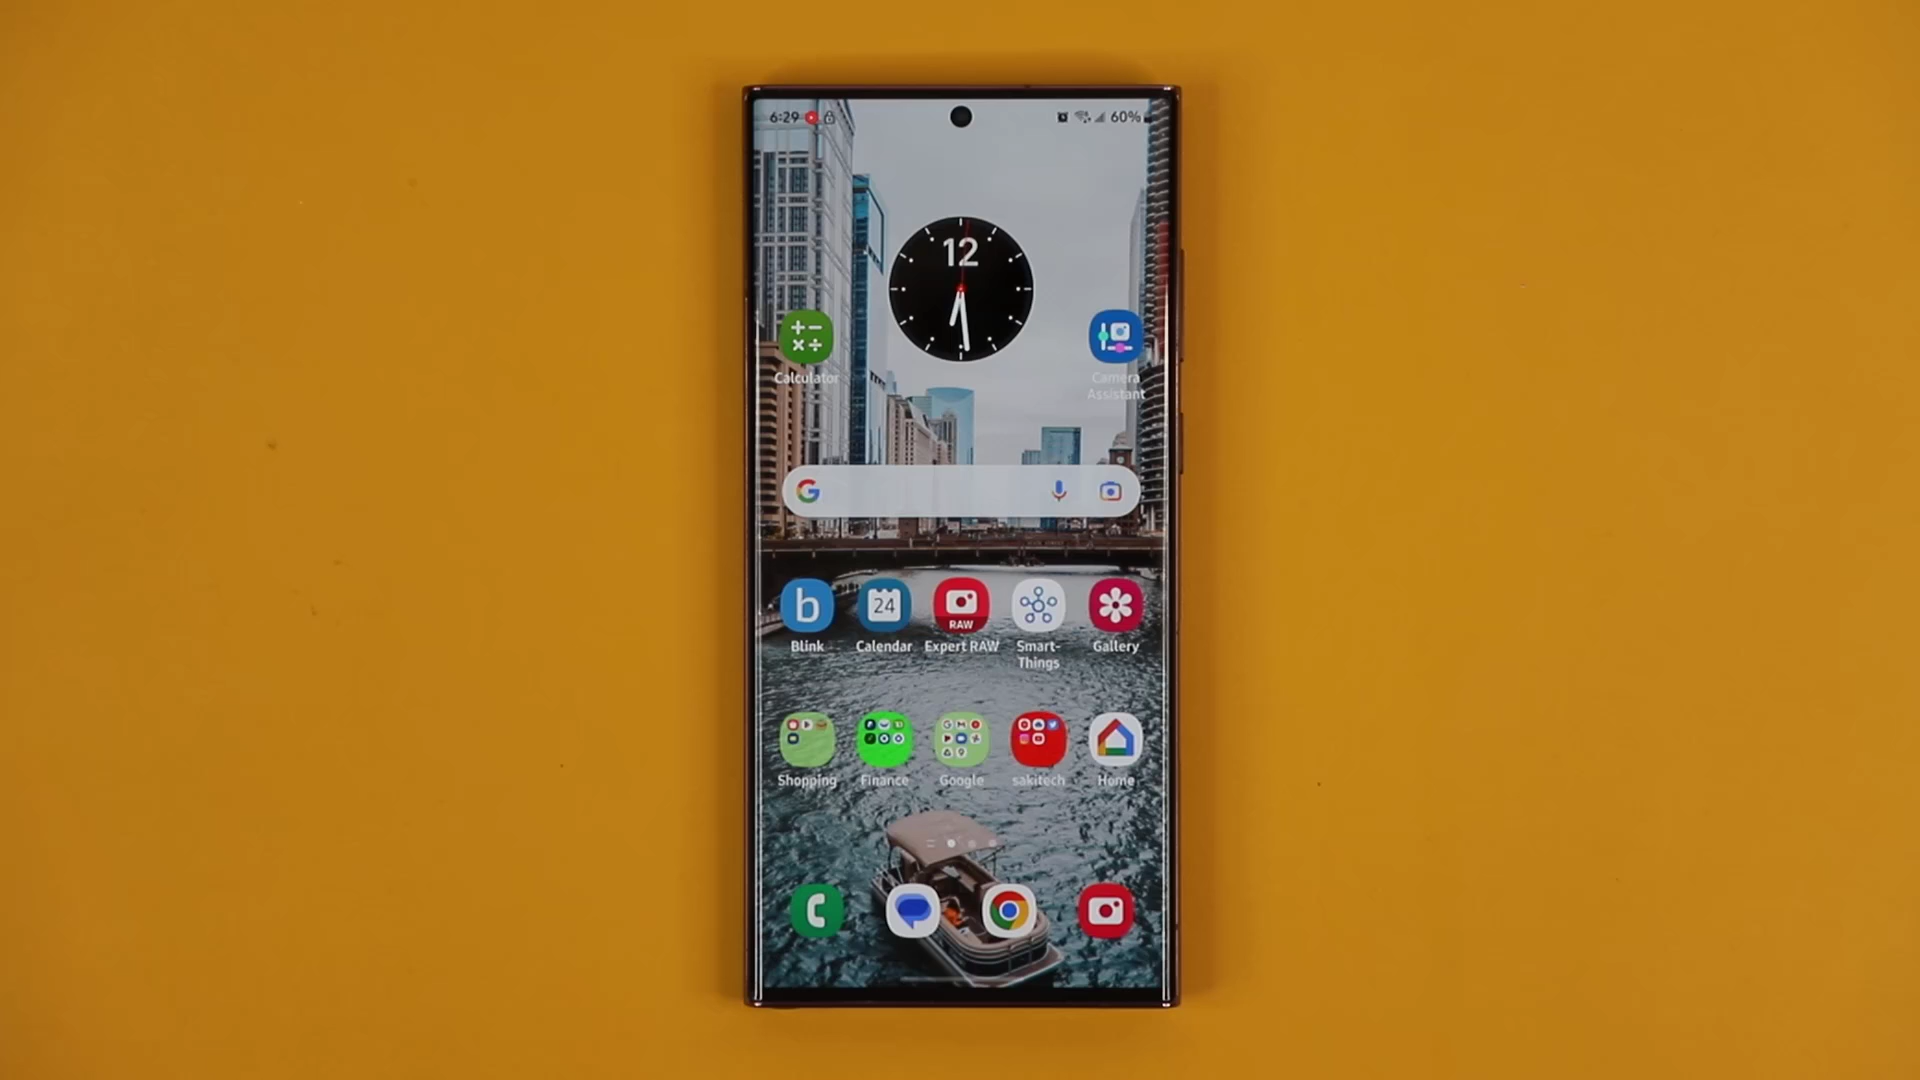 6:29
60%
12
Calculator
Camera
Assistant
b
24
RAW
Blink
Calendar
Expert RAW
Smart-
Things
Gallery
Shopping
Finance
Google
sakitech
Home